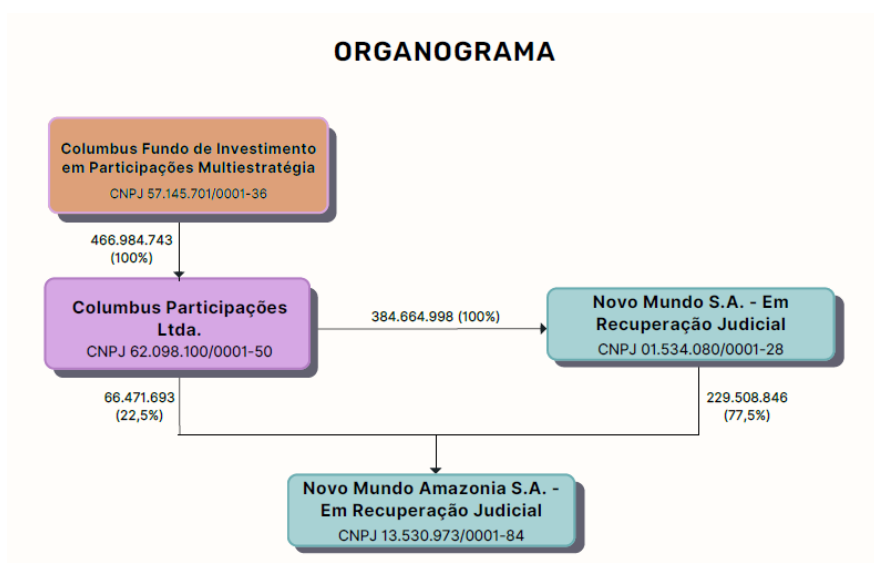 ORGANOGRAMA
Columbus Fundo de Investimento
em Participações Multiestratégia
CNPJ 57.145.701/0001-36
466.984.743
(100%)
Columbus Participações
Ltda.
CNPJ 62.098.100/0001-50
384.664.998 (100%)
Novo Mundo S.A. - Em
Recuperação Judicial
CNPJ 01.534.080/0001-28
66.471.693
(22,5%)
229.508.846
(77,5%)
Novo Mundo Amazonia S.A. -
Em Recuperação Judicial
CNPJ 13.530.973/0001-84